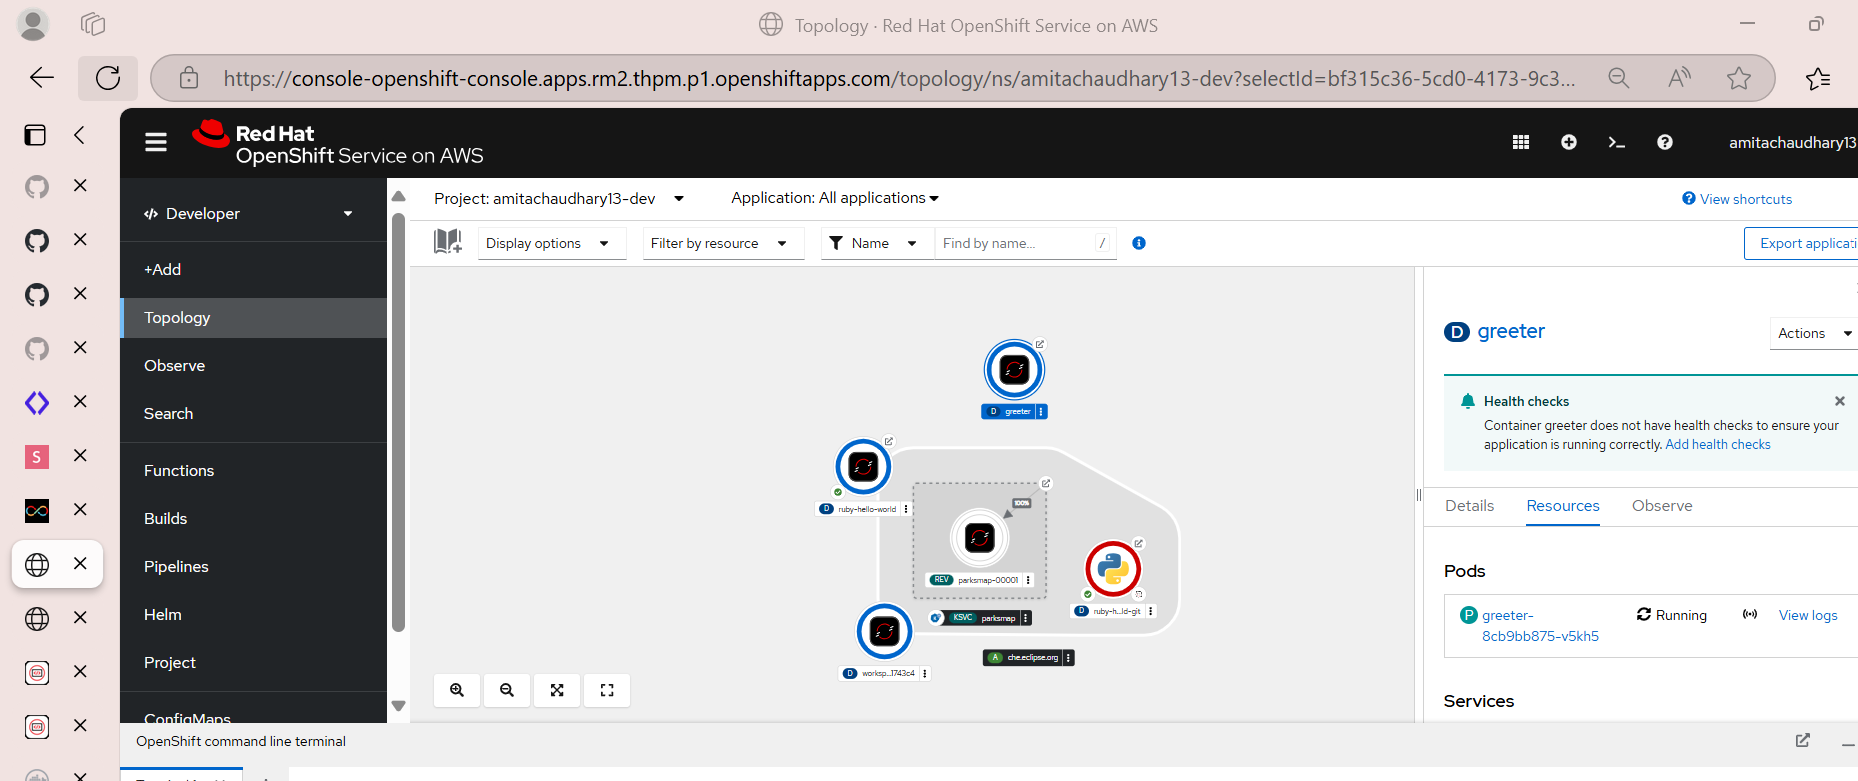 Topology · Red Hat OpenShift Service on AWS
https://console-openshift-console.apps.rm2.thpm.p1.openshiftapps.com/topology/ns/amitachaudhary13-dev?selectId=bf315c36-5cd0-4173-9c3...
Red Hat
OpenShift Service on AWS
amitachaudhary13
Developer
+Add
Topology
Observe
Search
Functions
Builds
Pipelines
Helm
Project
ConfigMaps
Project: amitachaudhary13-dev
Application: All applications
View shortcuts
Display options
Filter by resource
Name
Find by name...
/
Export applicati
D greeter
D ruby-hello-world
100%
REV parksmap-00001
KSVC parksmap
D ruby-h...ld-git
D worksp...1743c4
A che.eclipse.org
D greeter
Actions
Health checks
Container greeter does not have health checks to ensure your
application is running correctly. Add health checks
Details
Resources
Observe
Pods
P greeter-
8cb9bb875-v5kh5
Running
View logs
Services
OpenShift command line terminal
S